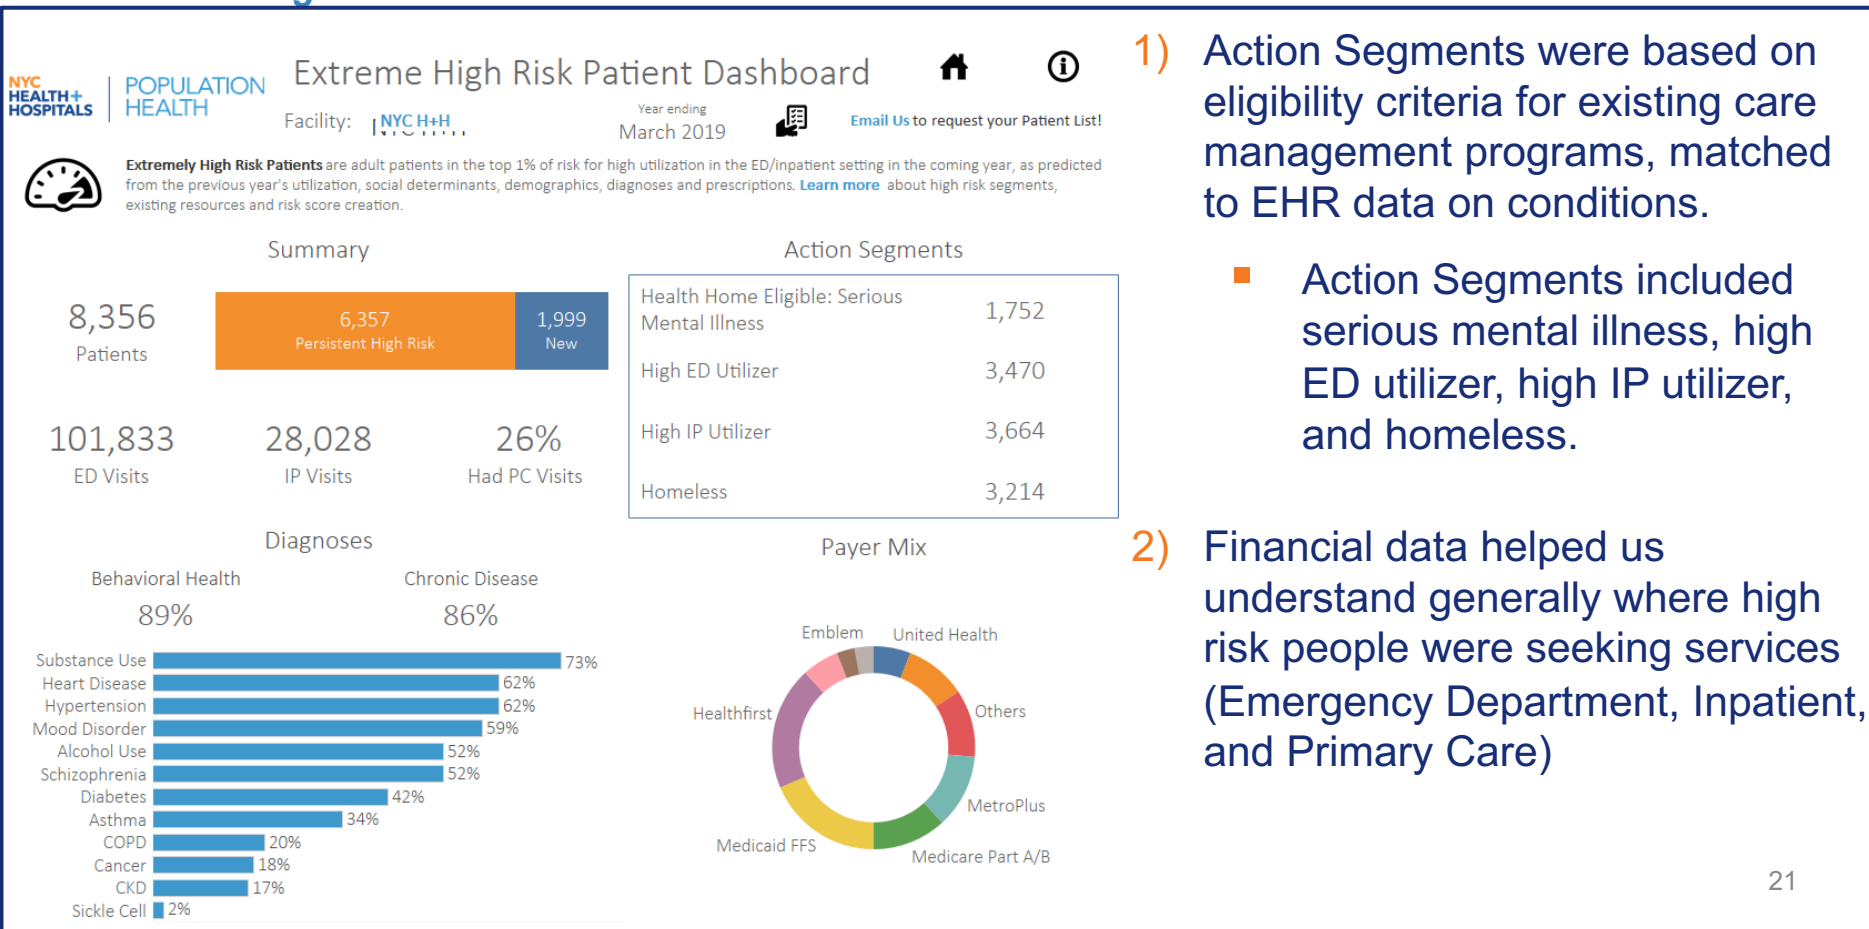 NYC
HEALTH+
HOSPITALS
POPULATION
HEALTH
Extreme High Risk Patient Dashboard
Facility: NYC H+H
Year ending
March 2019
Email Us to request your Patient List!
Extremely High Risk Patients are adult patients in the top 1% of risk for high utilization in the ED/inpatient setting in the coming year, as predicted
from the previous year's utilization, social determinants, demographics, diagnoses and prescriptions. Learn more about high risk segments,
existing resources and risk score creation.
Summary
8,356
Patients
6,357
Persistent High Risk
1,999
New
101,833
ED Visits
28,028
IP Visits
26%
Had PC Visits
Action Segments
Health Home Eligible: Serious
Mental Illness
1,752
High ED Utilizer 3,470
High IP Utilizer 3,664
Homeless 3,214
Diagnoses
Behavioral Health
89%
Chronic Disease
86%
Substance Use 73%
Heart Disease 62%
Hypertension 62%
Mood Disorder 59%
Alcohol Use 52%
Schizophrenia 52%
Diabetes 42%
Asthma 34%
COPD 20%
Cancer 18%
CKD 17%
Sickle Cell 2%
Payer Mix
Emblem
United Health
Others
Healthfirst
MetroPlus
Medicaid FFS
Medicare Part A/B
1) Action Segments were based on
eligibility criteria for existing care
management programs, matched
to EHR data on conditions.
▪ Action Segments included
serious mental illness, high
ED utilizer, high IP utilizer,
and homeless.
2) Financial data helped us
understand generally where high
risk people were seeking services
(Emergency Department, Inpatient,
and Primary Care)
21